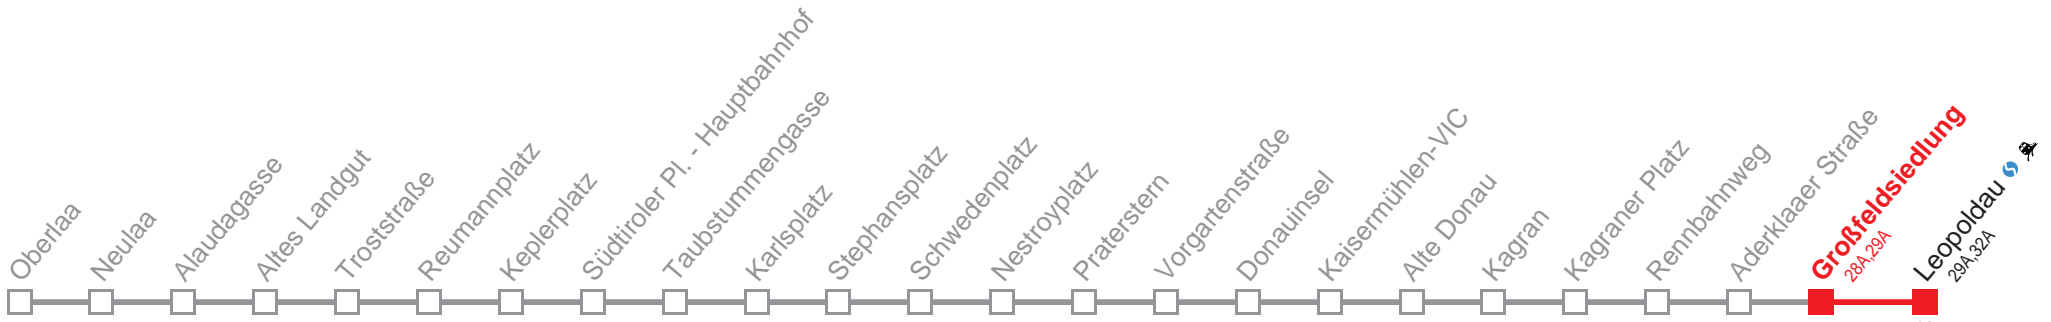 Oberlaa
Neulaa
Alaudagasse
Altes Landgut
Troststraße
Reumannplatz
Keplerplatz
Südtiroler Pl. - Hauptbahnhof
Taubstummengasse
Karlsplatz
Stephansplatz
Schwedenplatz
Nestroyplatz
Praterstern
Vorgartenstraße
Donauinsel
Kaisermühlen-VIC
Alte Donau
Kagran
Kagraner Platz
Rennbahnweg
Aderklaaer Straße
Großfeldsiedlung
28A,29A
Leopoldau
29A,32A